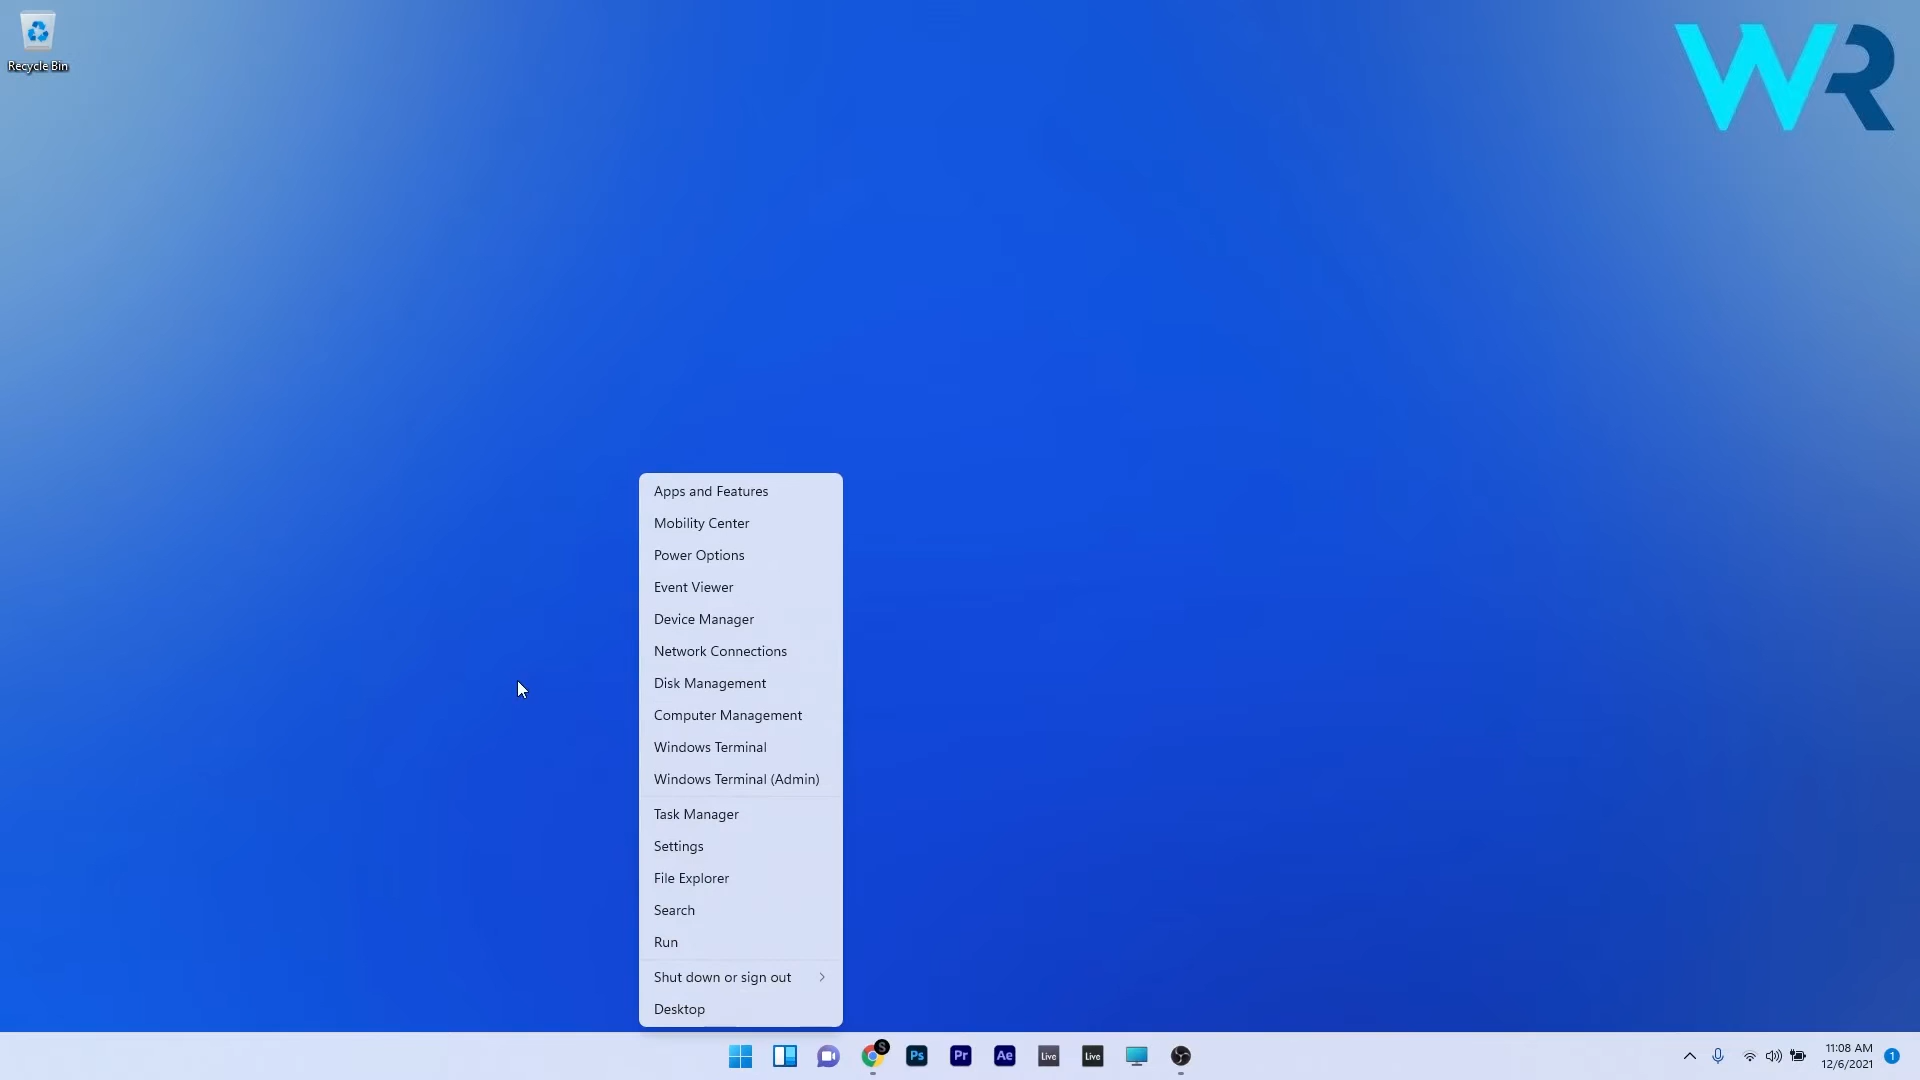 Recycle Bin
WR
Apps and Features
Mobility Center
Power Options
Event Viewer
Device Manager
Network Connections
Disk Management
Computer Management
Windows Terminal
Windows Terminal (Admin)
Task Manager
Settings
File Explorer
Search
Run
Shut down or sign out
Desktop
S
Ps
Pr
Ae
Live
Live
11:08 AM
12/6/2021
1